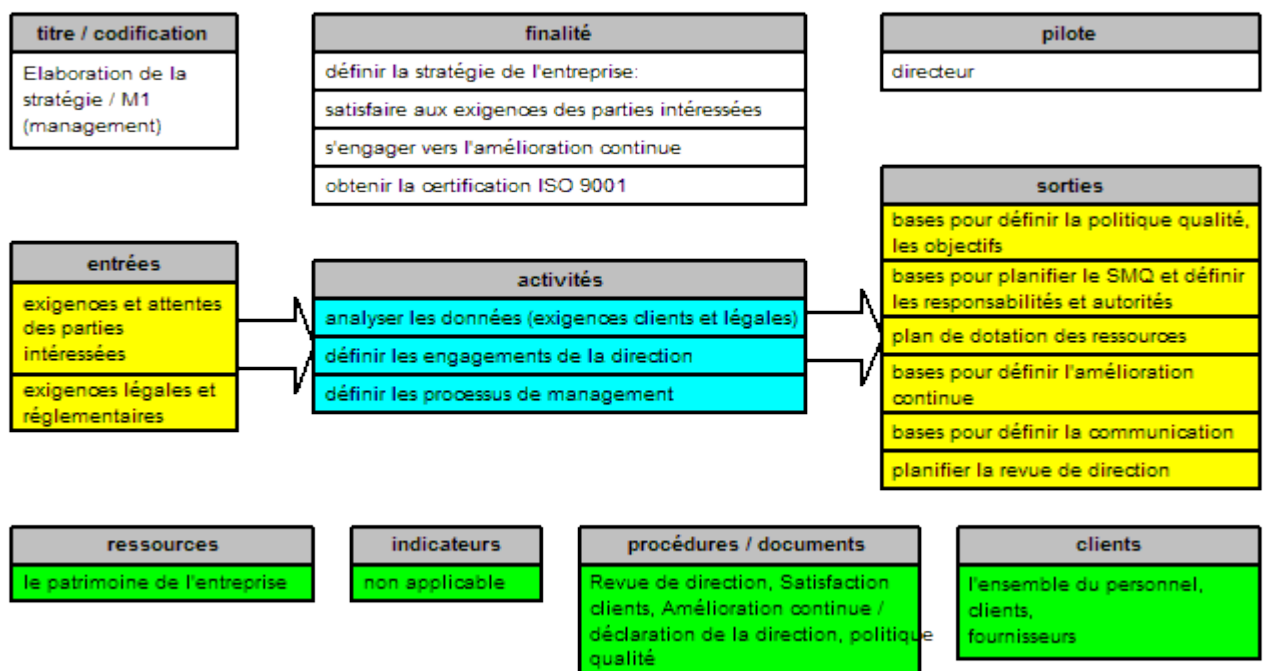 titre / codification
Elaboration de la
stratégie / M1
(management)
finalité
définir la stratégie de l'entreprise:
satisfaire aux exigences des parties intéressées
s'engager vers l'amélioration continue
obtenir la certification ISO 9001
pilote
directeur
entrées
exigences et attentes
des parties
intéressées
exigences légales et
réglementaires
activités
analyser les données (exigences clients et légales)
définir les engagements de la direction
définir les processus de management
sorties
bases pour définir la politique qualité,
les objectifs
bases pour planifier le SMQ et définir
les responsabilités et autorités
plan de dotation des ressources
bases pour définir l'amélioration
continue
bases pour définir la communication
planifier la revue de direction
ressources
le patrimoine de l'entreprise
indicateurs
non applicable
procédures / documents
Revue de direction, Satisfaction
clients, Amélioration continue /
déclaration de la direction, politique
qualité
clients
l'ensemble du personnel,
clients,
fournisseurs